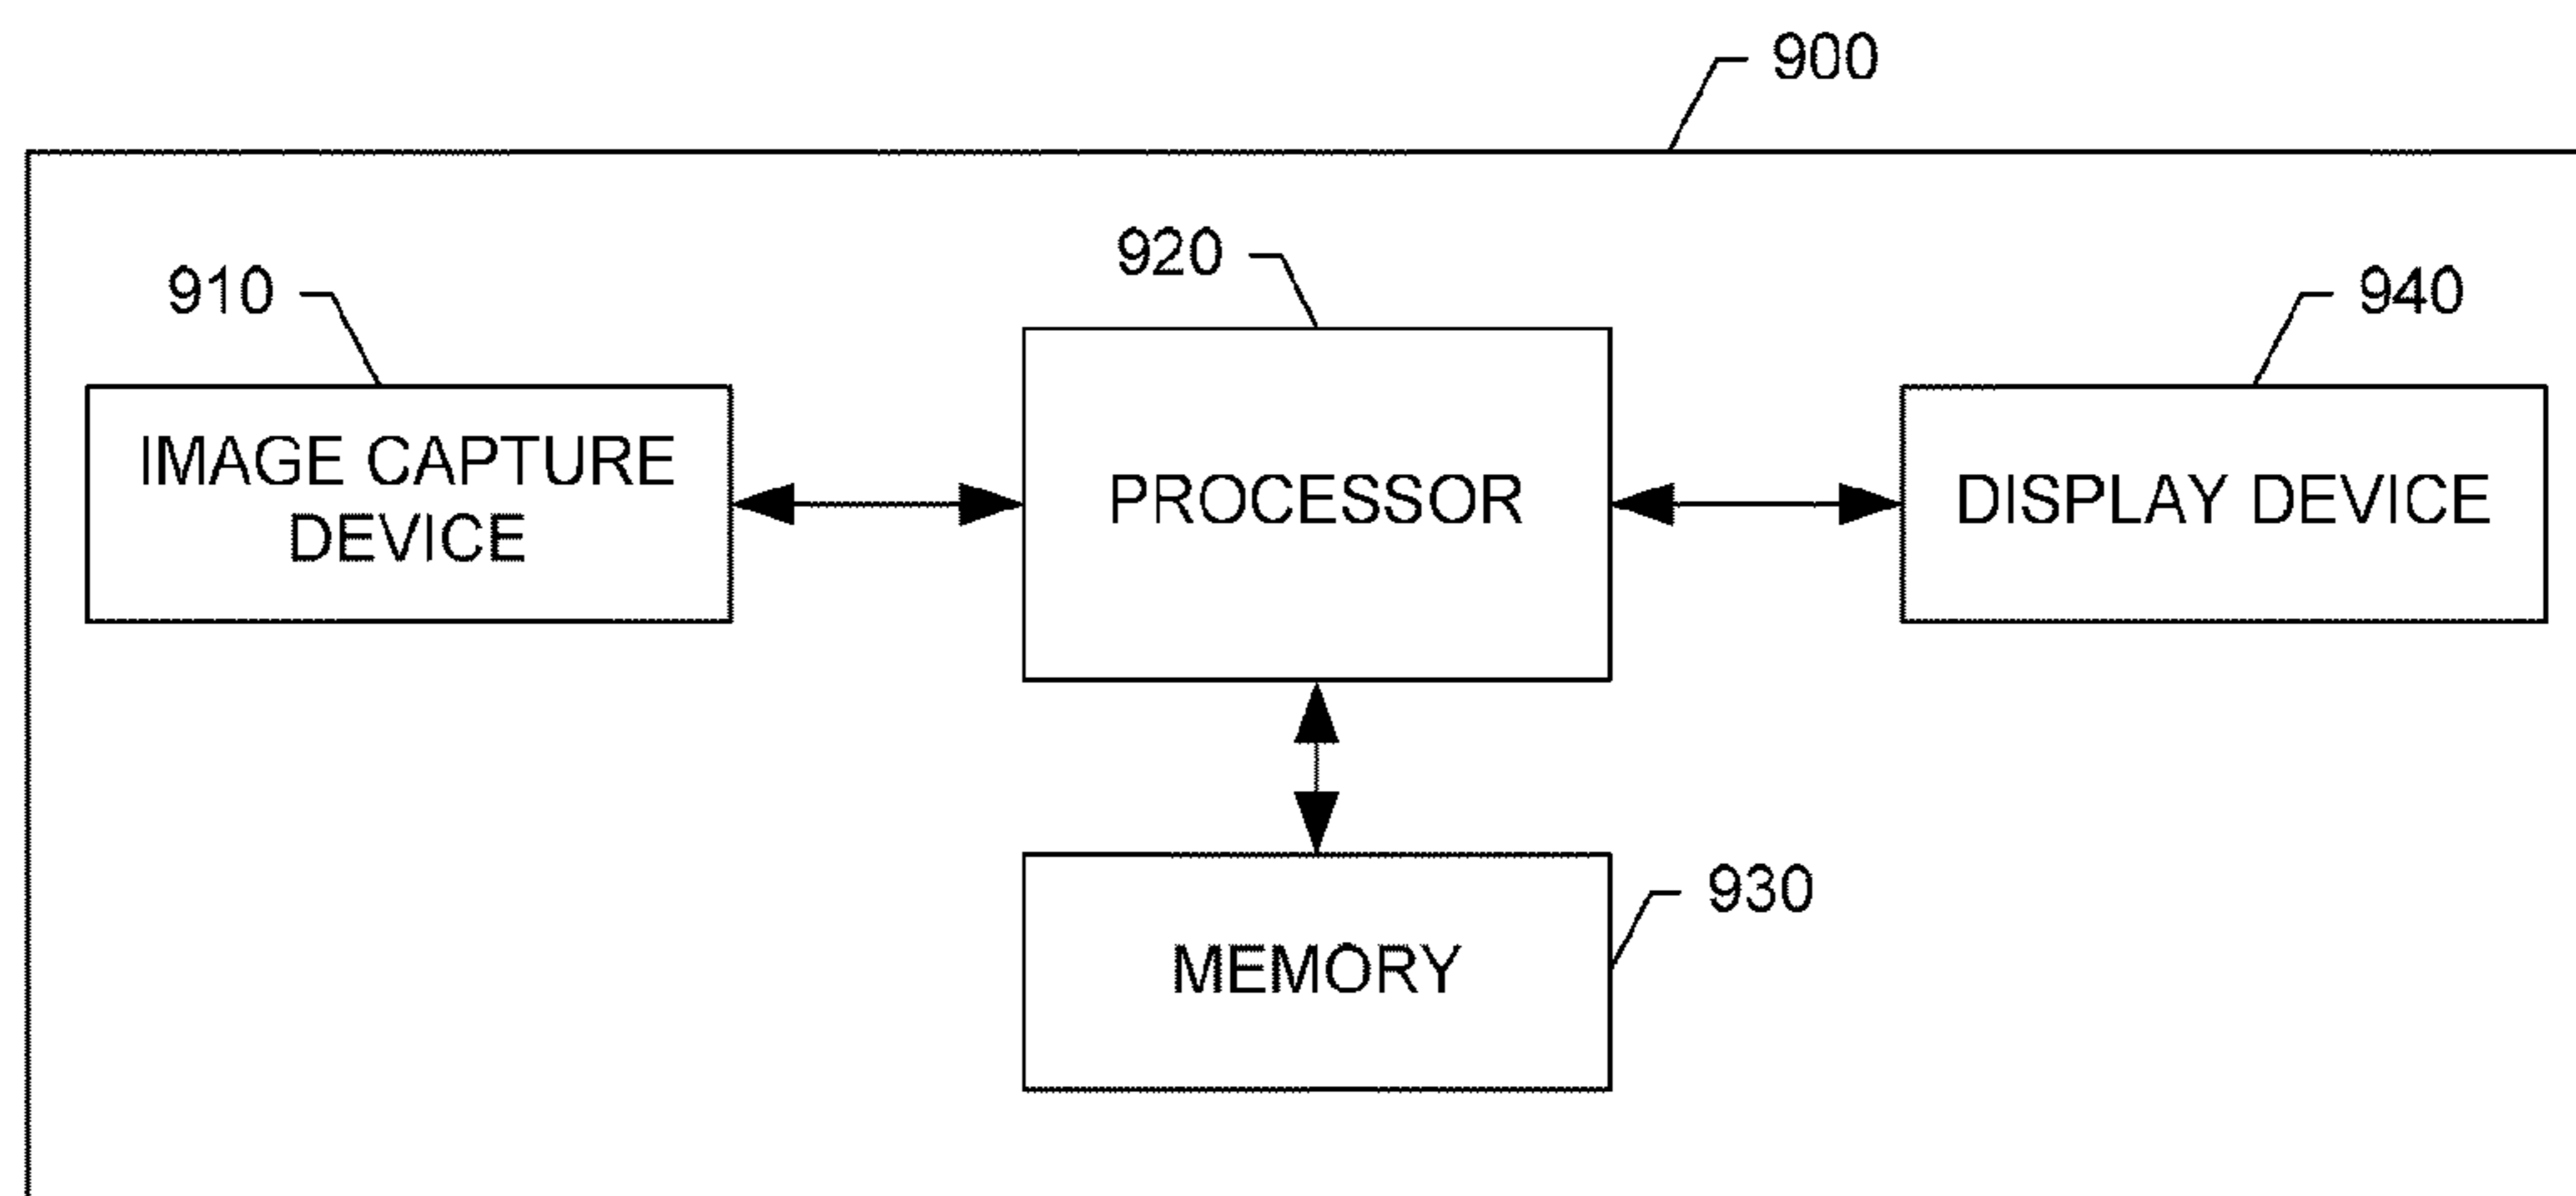 900
920
910
940
IMAGE CAPTURE
DEVICE
PROCESSOR
DISPLAY DEVICE
930
MEMORY